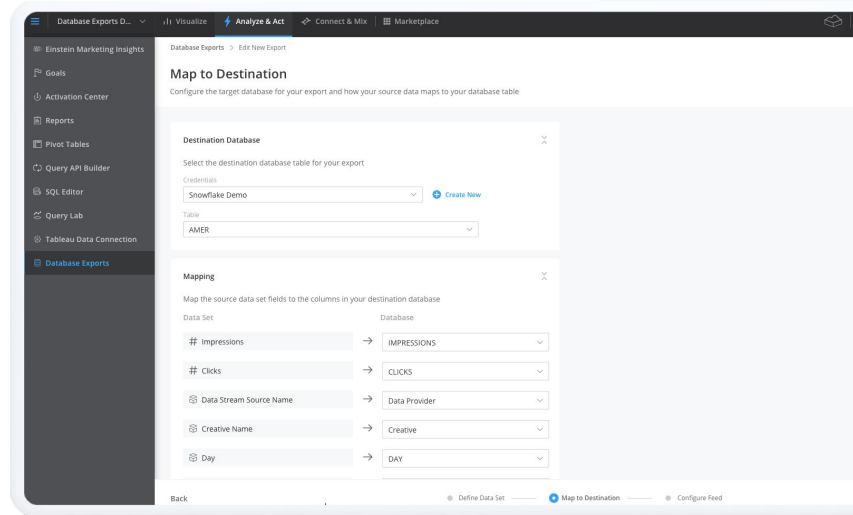 Database Exports D... Visualize Analyze & Act Connect & Mix Marketplace
Einstein Marketing Insights
Goals
Activation Center
Reports
Pivot Tables
Query API Builder
SQL Editor
Query Lab
Tableau Data Connection
Database Exports
Database Exports > Edit New Export
Map to Destination
Configure the target database for your export and how your source data maps to your database table
Destination Database
Select the destination database table for your export
Credentials
Snowflake Demo Create New
Table
AMER
Mapping
Map the source data set fields to the columns in your destination database
Data Set Database
# Impressions → IMPRESSIONS
# Clicks → CLICKS
Data Stream Source Name → Data Provider
Creative Name → Creative
Day → DAY
Back Define Data Set Map to Destination Configure Feed